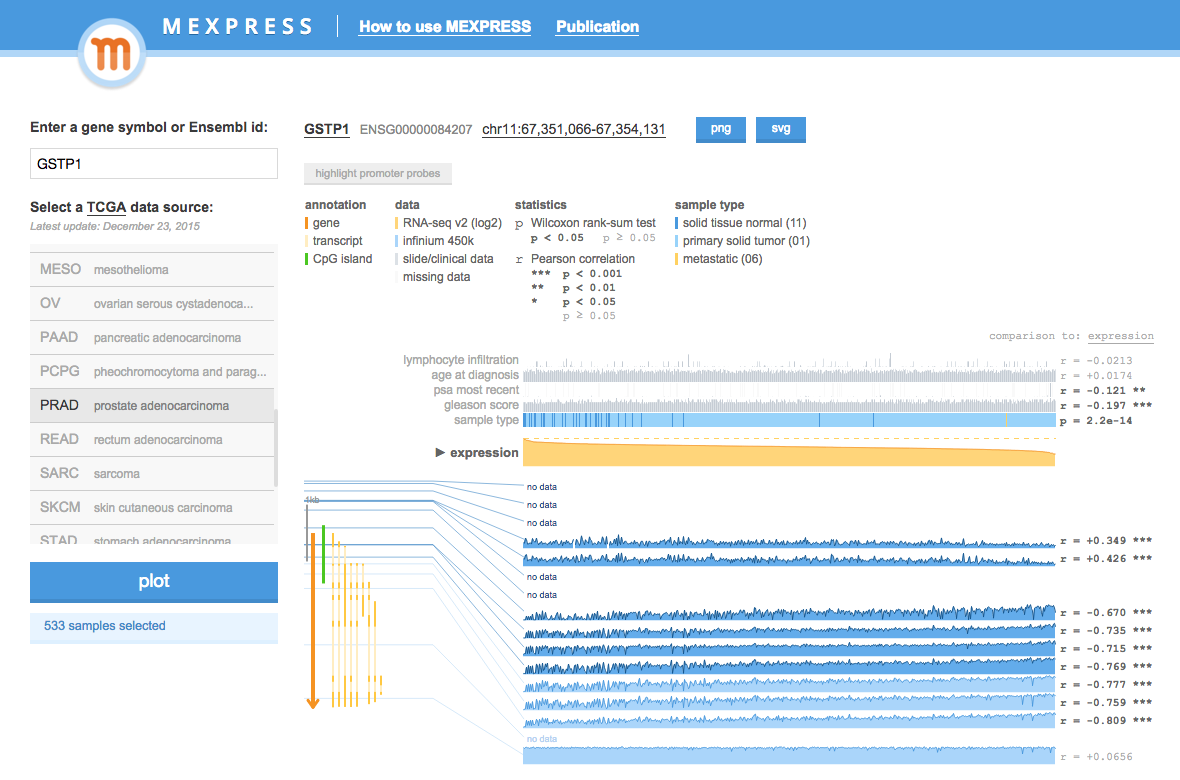 MEXPRESS
How to use MEXPRESS
Publication
m
Enter a gene symbol or Ensembl id:
GSTP1
Select a TCGA data source:
Latest update: December 23, 2015
MESO mesothelioma
OV ovarian serous cystadenoca...
PAAD pancreatic adenocarcinoma
PCPG pheochromocytoma and parag...
PRAD prostate adenocarcinoma
READ rectum adenocarcinoma
SARC sarcoma
SKCM skin cutaneous carcinoma
STAD stomach adenocarcinoma
plot
533 samples selected
GSTP1 ENSG00000084207 chr11:67,351,066-67,354,131
png
svg
highlight promoter probes
annotation
gene
transcript
CpG island
data
RNA-seq v2 (log2)
infinium 450k
slide/clinical data
missing data
statistics
p Wilcoxon rank-sum test
p < 0.05 p ≥ 0.05
r Pearson correlation
*** p < 0.001
** p < 0.01
* p < 0.05
p ≥ 0.05
sample type
solid tissue normal (11)
primary solid tumor (01)
metastatic (06)
comparison to: expression
lymphocyte infiltration r = -0.0213
age at diagnosis r = +0.0174
psa most recent r = -0.121 **
gleason score r = -0.197 ***
sample type p = 2.2e-14
▶ expression
1kb
no data
no data
no data
r = +0.349 ***
r = +0.426 ***
no data
no data
r = -0.670 ***
r = -0.735 ***
r = -0.715 ***
r = -0.769 ***
r = -0.777 ***
r = -0.759 ***
r = -0.809 ***
no data
r = +0.0656